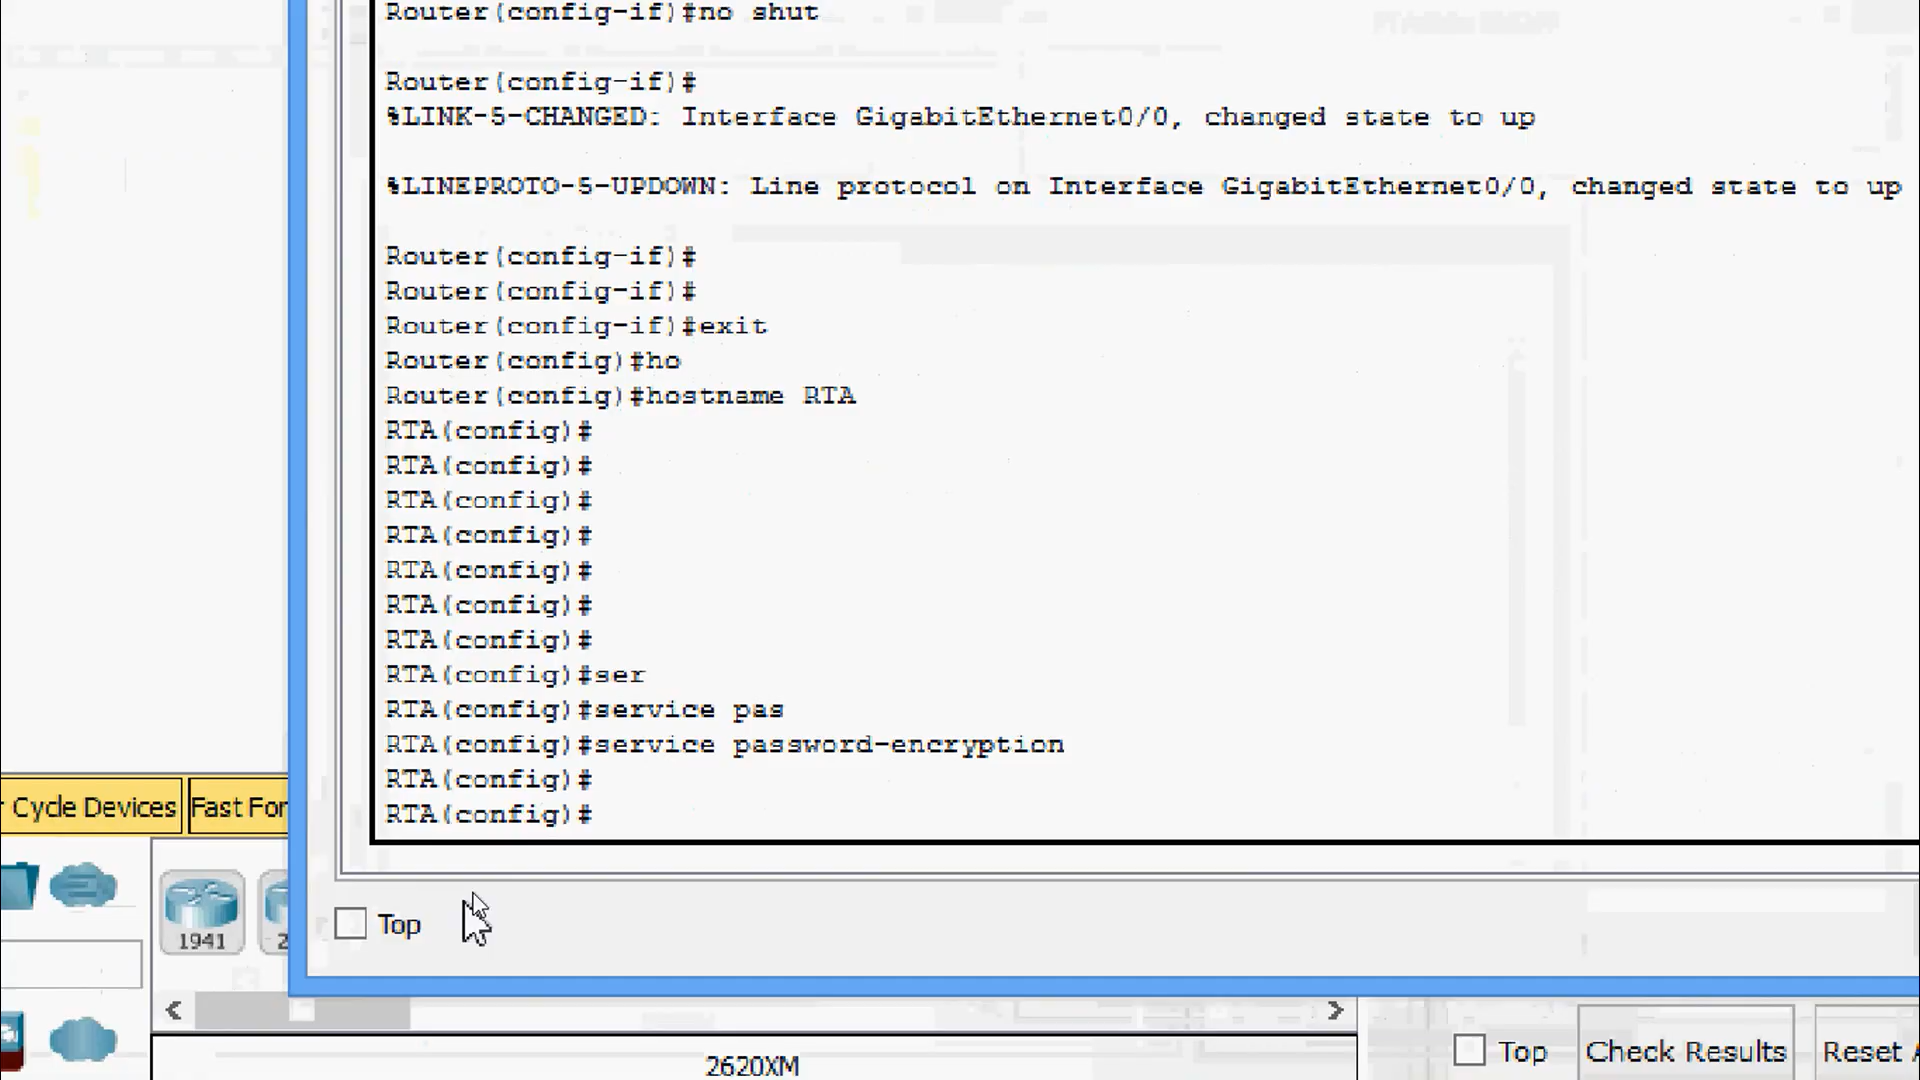 Router(config-if)#no shut
Router(config-if)#
%LINK-5-CHANGED: Interface GigabitEthernet0/0, changed state to up
%LINEPROTO-5-UPDOWN: Line protocol on Interface GigabitEthernet0/0, changed state to up
Router(config-if)#
Router(config-if)#
Router(config-if)#exit
Router(config)#ho
Router(config)#hostname RTA
RTA(config)#
RTA(config)#
RTA(config)#
RTA(config)#
RTA(config)#
RTA(config)#
RTA(config)#
RTA(config)#ser
RTA(config)#service pas
RTA(config)#service password-encryption
RTA(config)#
RTA(config)#
Cycle Devices
Fast For
1941
2
Top
2620XM
Top
Check Results
Reset A